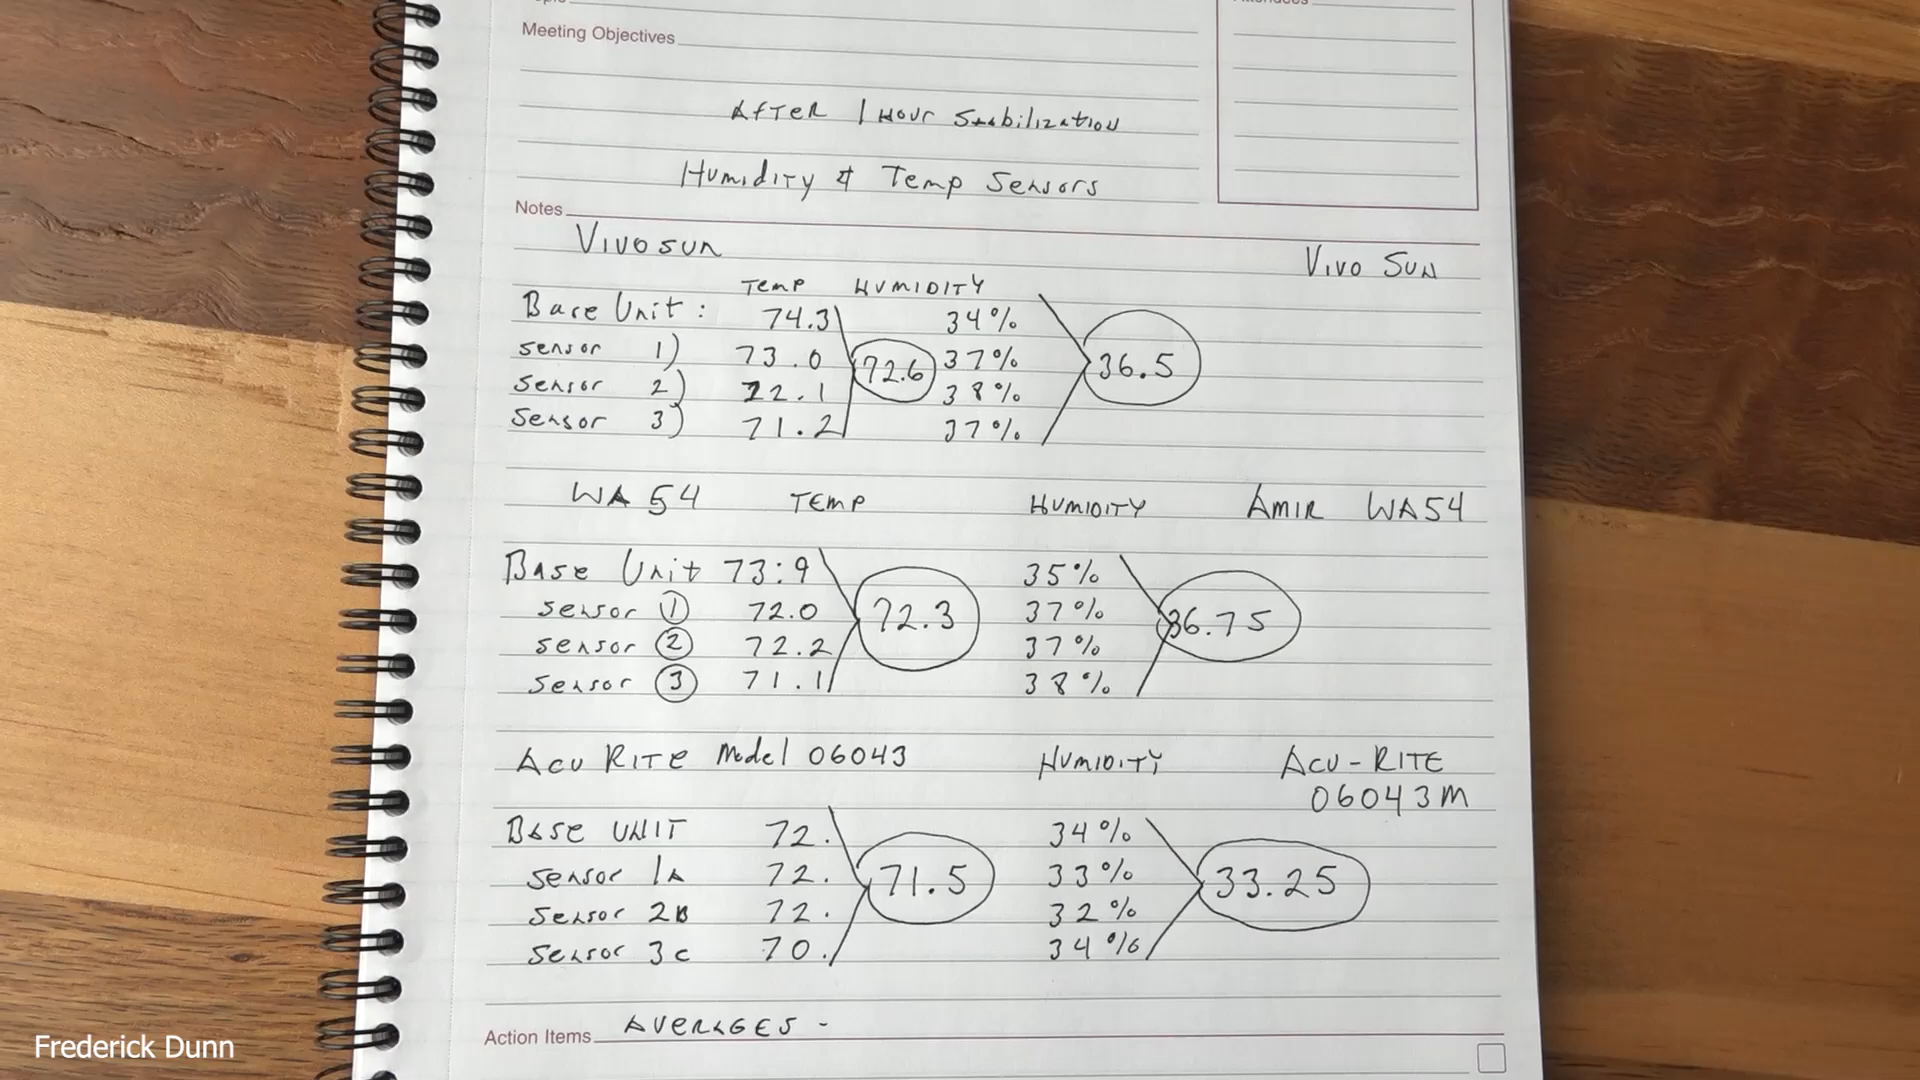 Meeting Objectives
After 1 Hour Stabilization
Humidity & Temp Sensors
Notes
Vivosun
Vivo Sun
Temp HUMIDITY
Base Unit: 74.3 34%
sensor 1) 73.0 37%
72.6
36.5
sensor 2) 72.1 38%
sensor 3) 71.2 37%
WA54 TEMP HUMIDITY AMIR WA54
Base Unit 73:9 35%
sensor 1 72.0 37%
72.3
36.75
sensor 2 72.2 37%
sensor 3 71.1 38%
Acu RITE Model 06043 HUMIDITY ACU-RITE
06043M
BASE UNIT 72. 34%
sensor 1A 72. 33%
71.5
33.25
sensor 2B 72. 32%
sensor 3c 70. 34%
Action Items AVERAGES -
Frederick Dunn